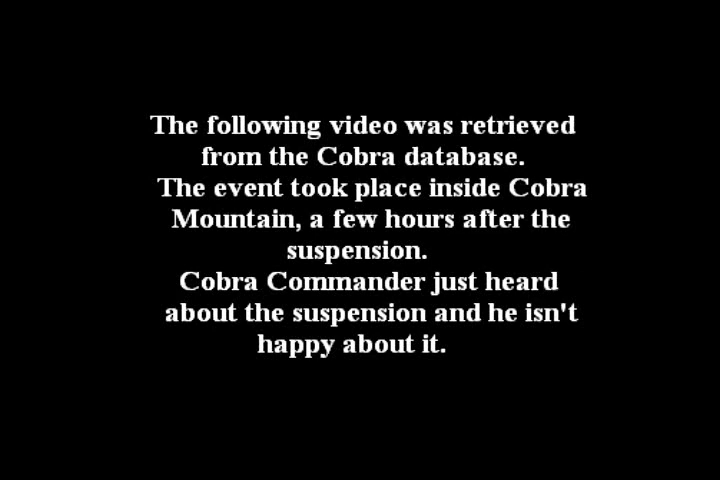 The following video was retrieved
from the Cobra database.
The event took place inside Cobra
Mountain, a few hours after the
suspension.
Cobra Commander just heard
about the suspension and he isn't
happy about it.